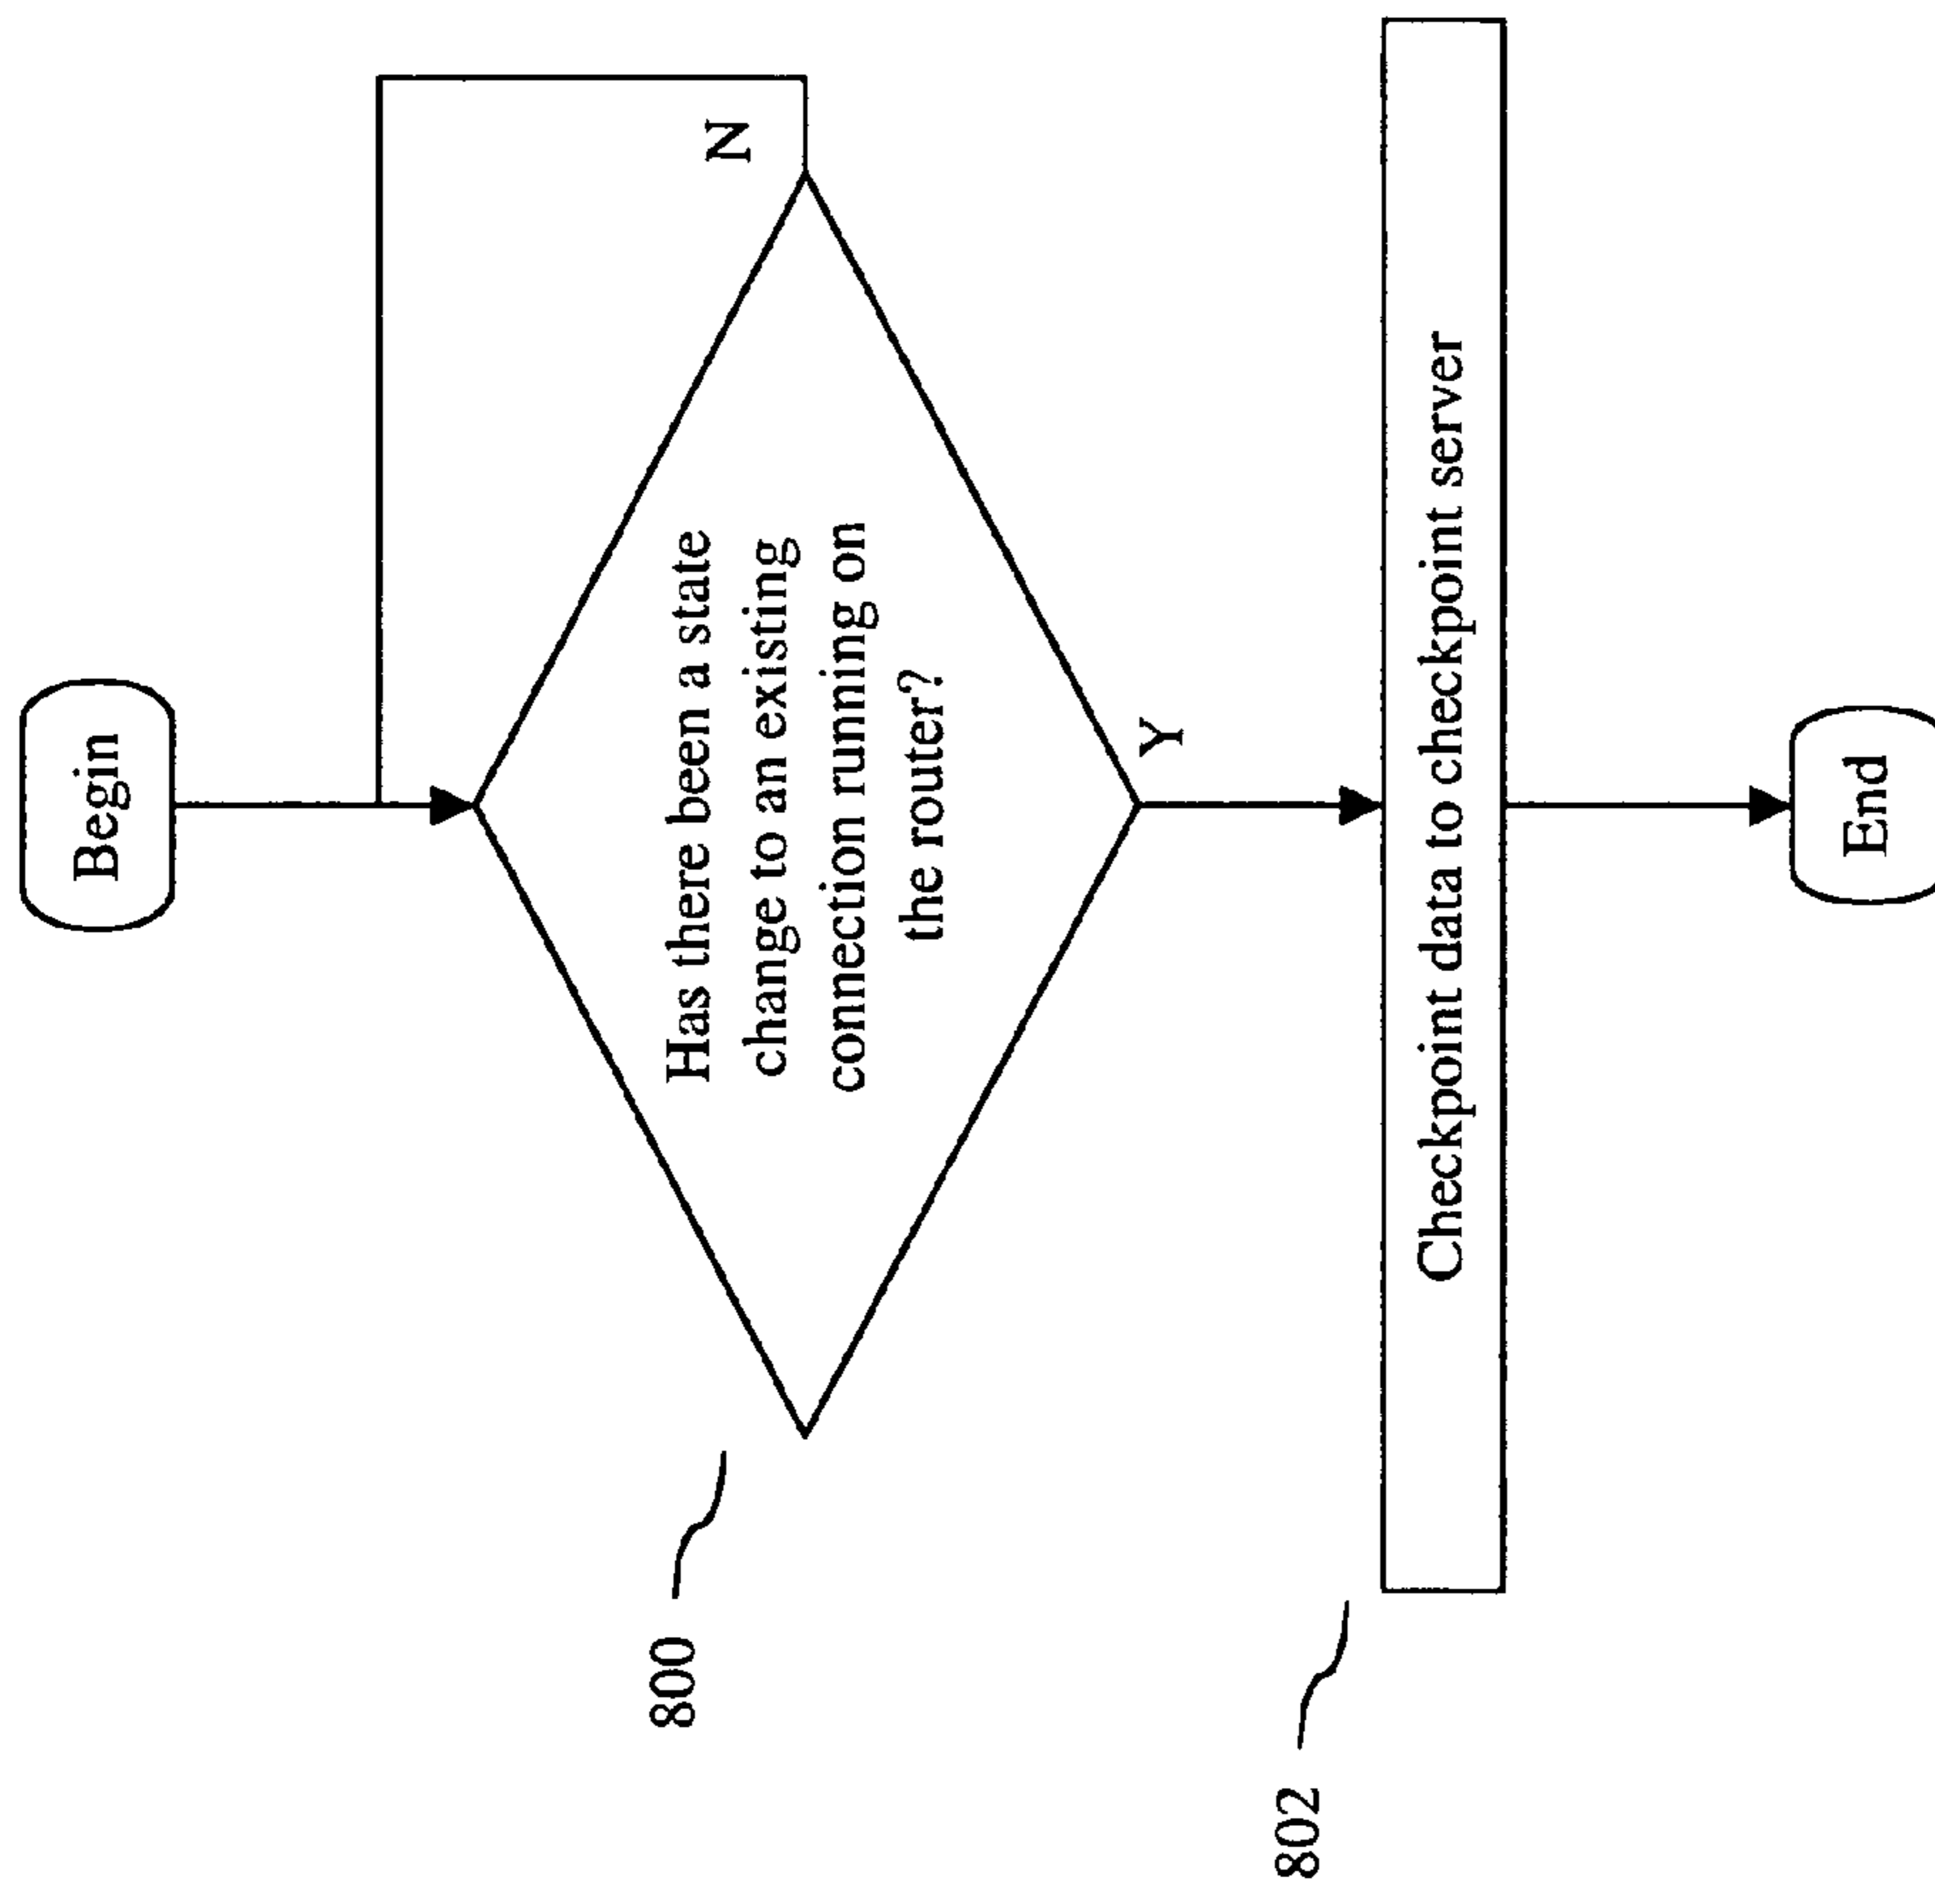 Begin
Has there been a state
change to an existing
connection running on
the router?
N
Y
800
Checkpoint data to checkpoint server
802
End